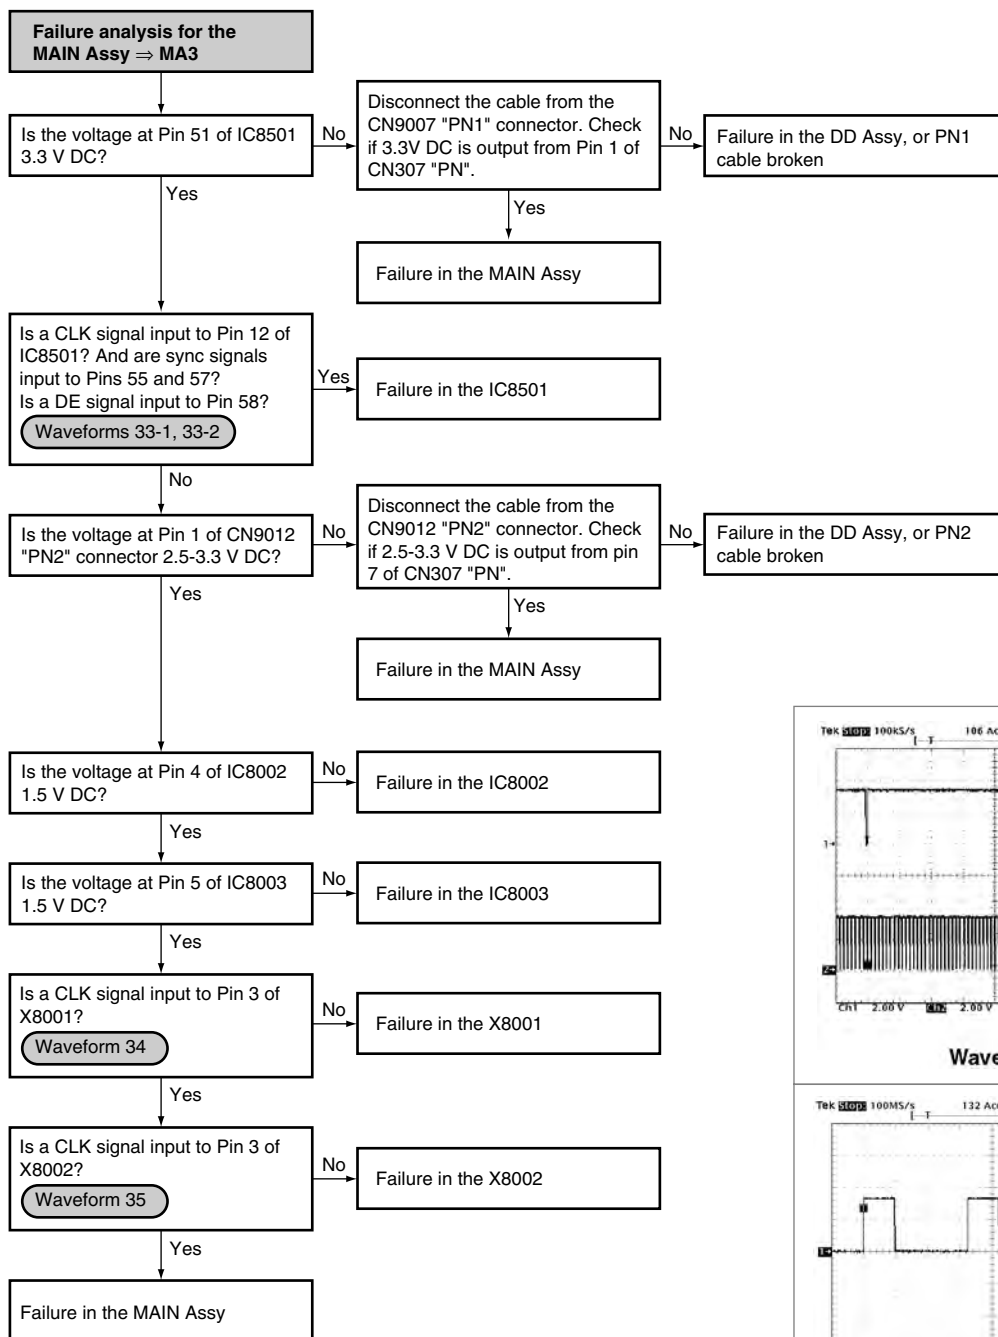 Failure analysis for the
MAIN Assy ⇒ MA3
Is the voltage at Pin 51 of IC8501
3.3 V DC?
No
Disconnect the cable from the
CN9007 "PN1" connector. Check
if 3.3V DC is output from Pin 1 of
CN307 "PN".
No
Failure in the DD Assy, or PN1
cable broken
Yes
Yes
Failure in the MAIN Assy
Is a CLK signal input to Pin 12 of
IC8501? And are sync signals
input to Pins 55 and 57?
Is a DE signal input to Pin 58?
Waveforms 33-1, 33-2
Yes
Failure in the IC8501
No
Is the voltage at Pin 1 of CN9012
"PN2" connector 2.5-3.3 V DC?
No
Disconnect the cable from the
CN9012 "PN2" connector. Check
if 2.5-3.3 V DC is output from pin
7 of CN307 "PN".
No
Failure in the DD Assy, or PN2
cable broken
Yes
Yes
Failure in the MAIN Assy
Is the voltage at Pin 4 of IC8002
1.5 V DC?
No
Failure in the IC8002
Yes
Is the voltage at Pin 5 of IC8003
1.5 V DC?
No
Failure in the IC8003
Yes
Is a CLK signal input to Pin 3 of
X8001?
Waveform 34
No
Failure in the X8001
Yes
Is a CLK signal input to Pin 3 of
X8002?
Waveform 35
No
Failure in the X8002
Yes
Failure in the MAIN Assy
Tek Stop: 100kS/s 106 Ac
[ T
1→
2→
Ch1 2.00 V Ch2 2.00 V
Wave
Tek Stop: 100MS/s 132 Ac
[ T
1→